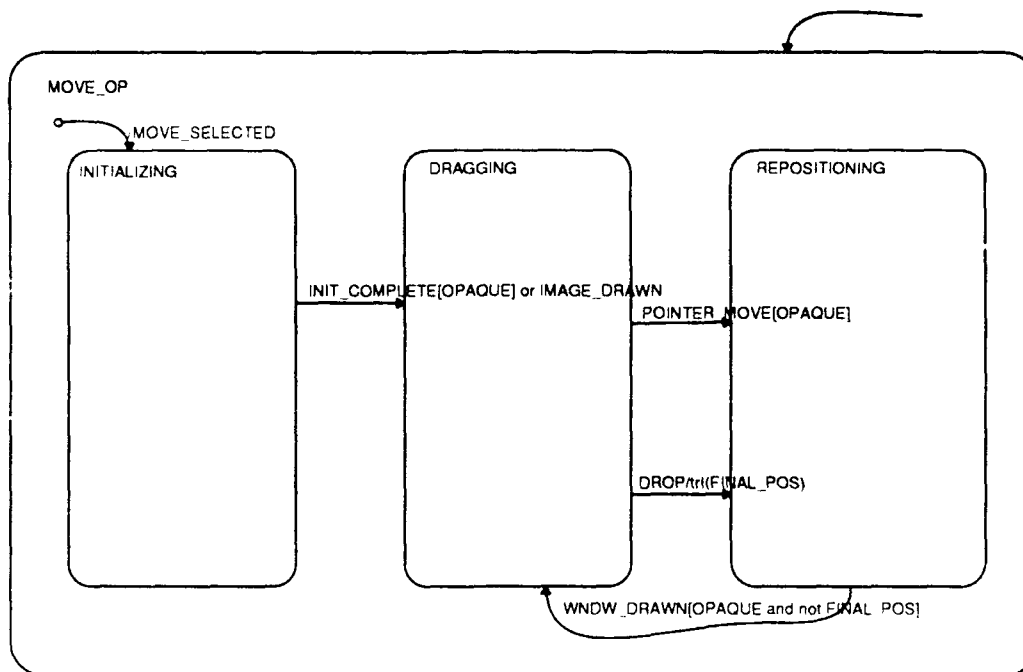 MOVE_OP
MOVE_SELECTED
INITIALIZING
DRAGGING
REPOSITIONING
INIT_COMPLETE[OPAQUE] or IMAGE_DRAWN
POINTER_MOVE[OPAQUE]
DROP/tr!(FINAL_POS)
WNDW_DRAWN[OPAQUE and not FINAL_POS]